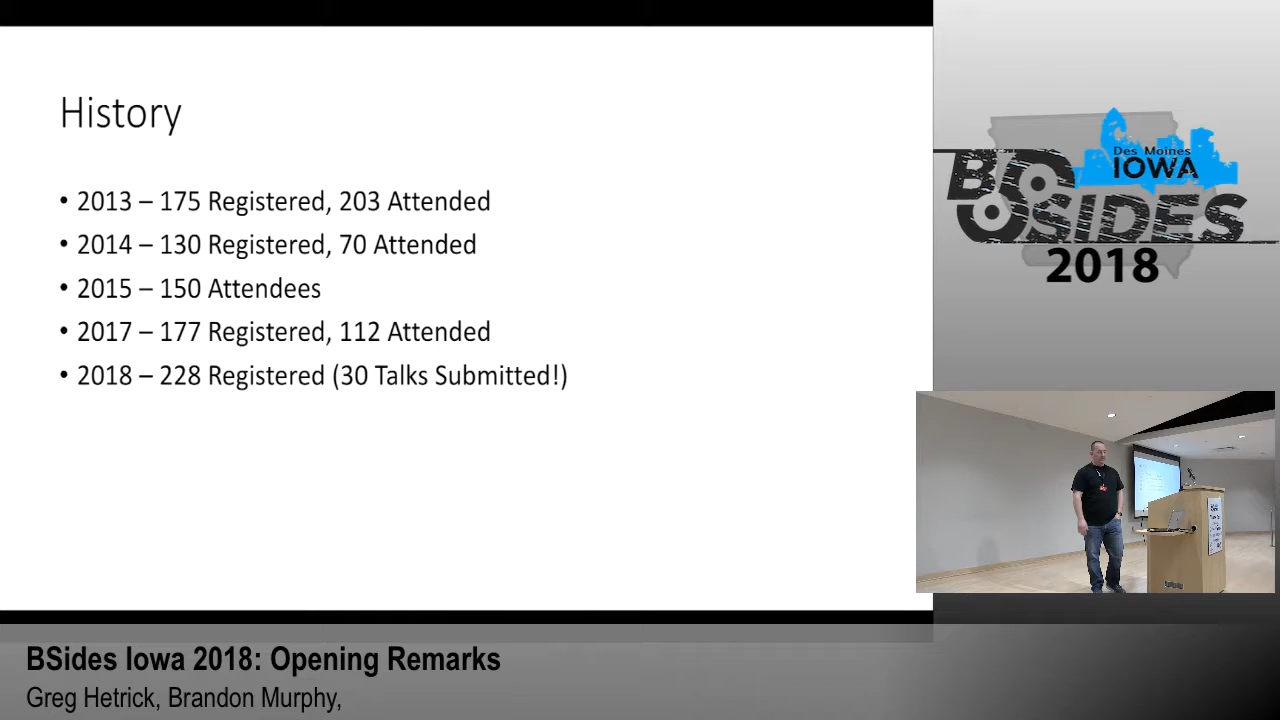 History
• 2013 – 175 Registered, 203 Attended
• 2014 – 130 Registered, 70 Attended
• 2015 – 150 Attendees
• 2017 – 177 Registered, 112 Attended
• 2018 – 228 Registered (30 Talks Submitted!)
Des Moines
IOWA
BSIDES
2018
BSides Iowa 2018: Opening Remarks
Greg Hetrick, Brandon Murphy,